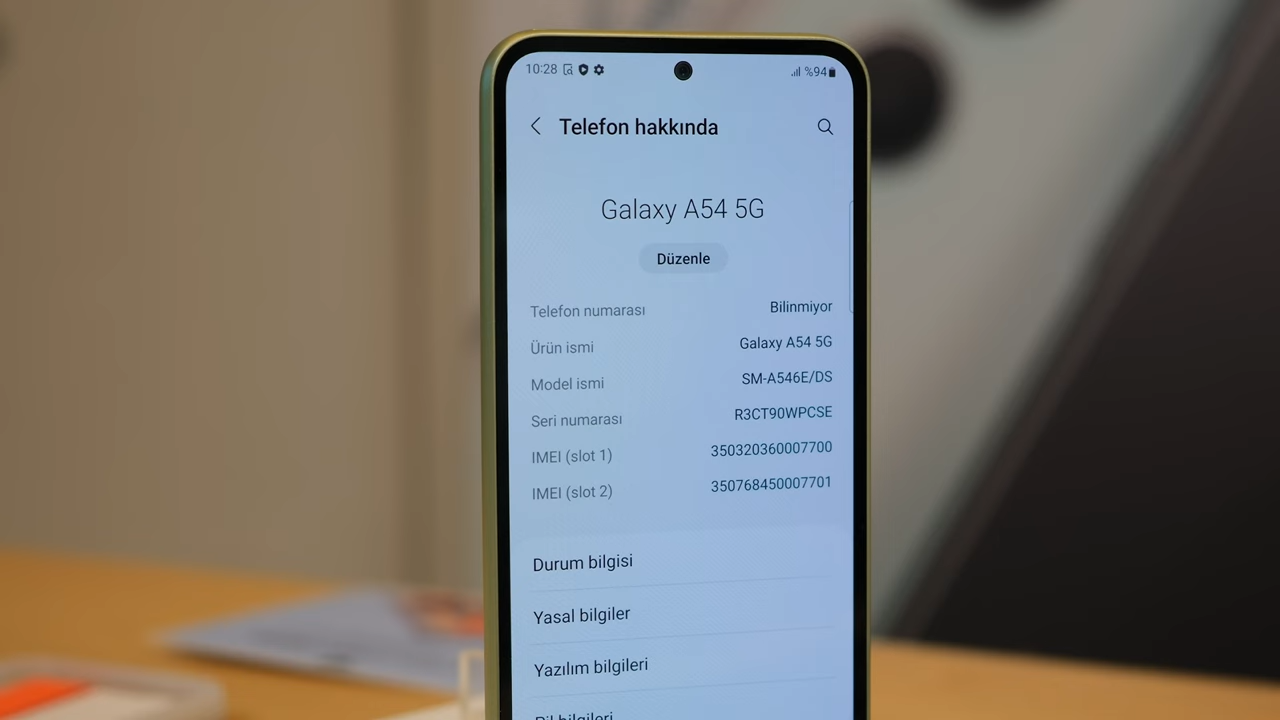 10:28 %94
Telefon hakkında
Galaxy A54 5G
Düzenle
Telefon numarası Bilinmiyor
Ürün ismi Galaxy A54 5G
Model ismi SM-A546E/DS
Seri numarası R3CT90WPCSE
IMEI (slot 1) 350320360007700
IMEI (slot 2) 350768450007701
Durum bilgisi
Yasal bilgiler
Yazılım bilgileri
Pil bilgileri